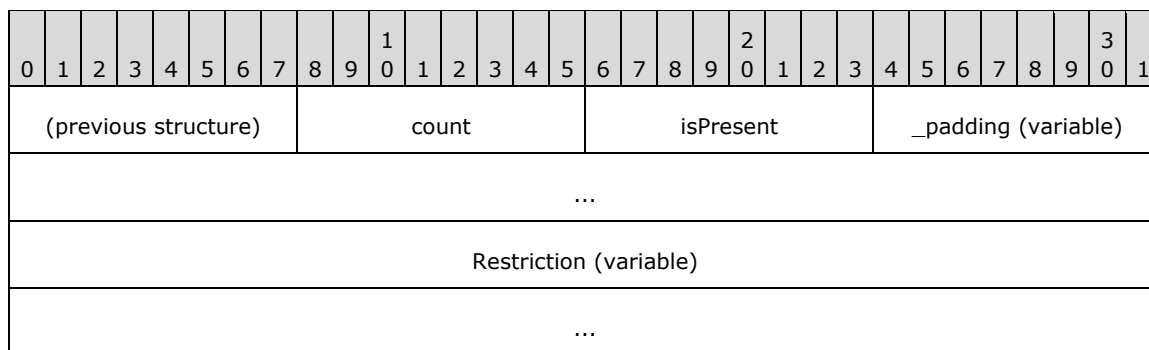 1 2 3
0 1 2 3 4 5 6 7 8 9 0 1 2 3 4 5 6 7 8 9 0 1 2 3 4 5 6 7 8 9 0 1
(previous structure) count isPresent _padding (variable)
...
Restriction (variable)
...